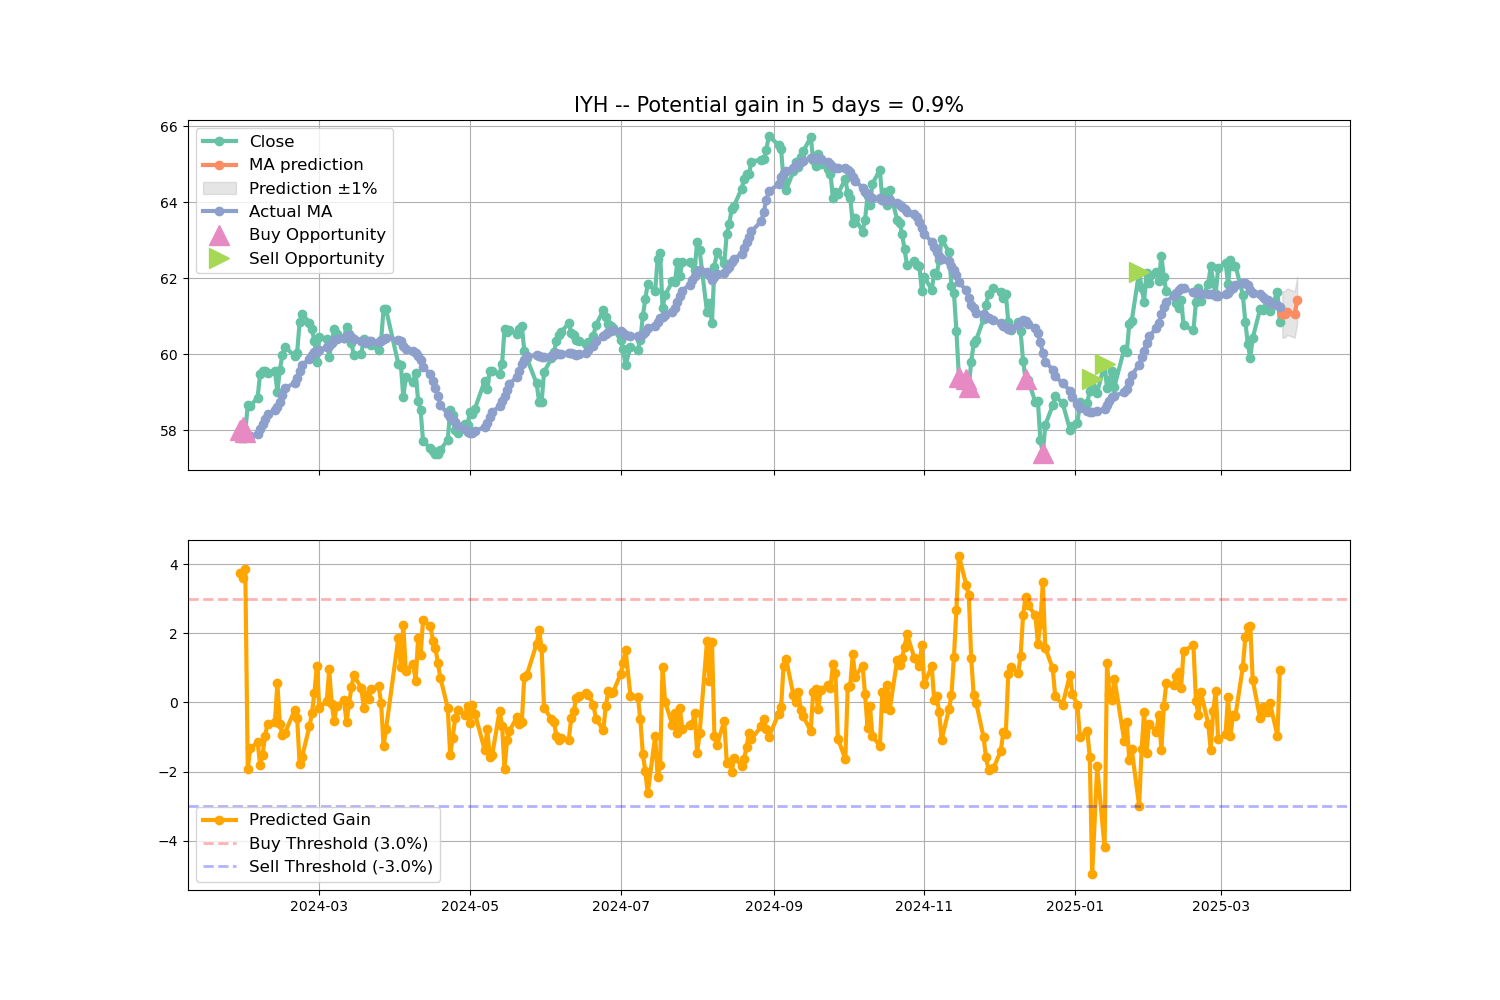 IYH -- Potential gain in 5 days = 0.9%
66
64
62
60
58
Close
MA prediction
Prediction ±1%
Actual MA
Buy Opportunity
Sell Opportunity
4
2
0
−2
−4
Predicted Gain
Buy Threshold (3.0%)
Sell Threshold (-3.0%)
2024-03 2024-05 2024-07 2024-09 2024-11 2025-01 2025-03